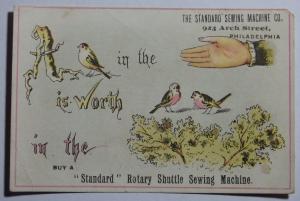 THE STANDARD SEWING MACHINE CO.
923 Arch Street,
PHILADELPHIA
A in the
is worth
in the
BUY A
"Standard" Rotary Shuttle Sewing Machine.